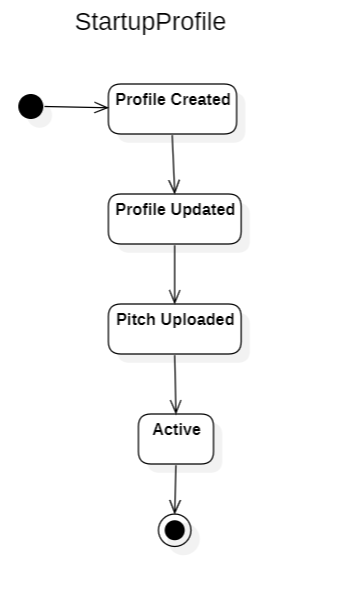 StartupProfile
Profile Created
Profile Updated
Pitch Uploaded
Active